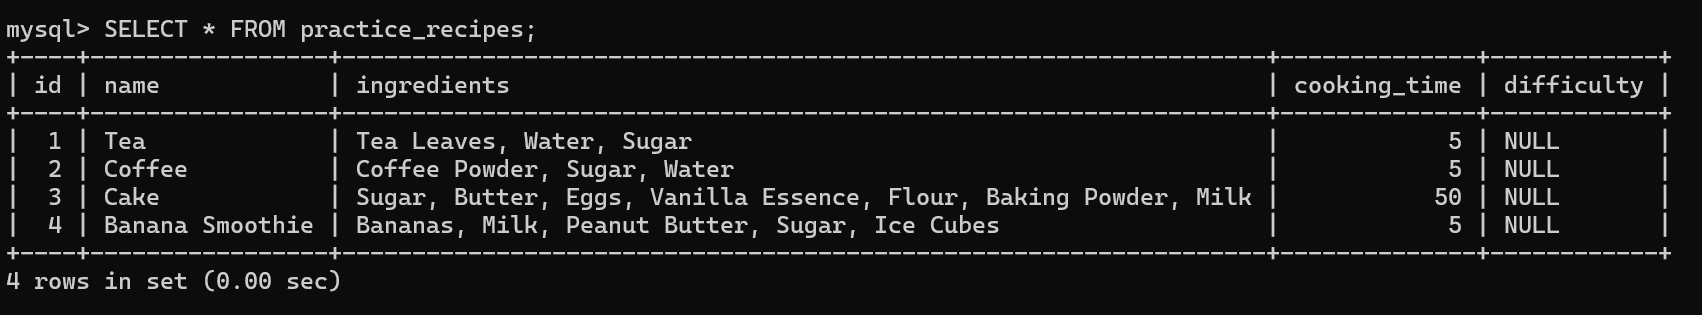 mysql> SELECT * FROM practice_recipes;
+----+-----------------+------------------------------------------------------------------+--------------+------------+
| id | name            | ingredients                                                      | cooking_time | difficulty |
+----+-----------------+------------------------------------------------------------------+--------------+------------+
|  1 | Tea             | Tea Leaves, Water, Sugar                                         |            5 | NULL       |
|  2 | Coffee          | Coffee Powder, Sugar, Water                                      |            5 | NULL       |
|  3 | Cake            | Sugar, Butter, Eggs, Vanilla Essence, Flour, Baking Powder, Milk |           50 | NULL       |
|  4 | Banana Smoothie | Bananas, Milk, Peanut Butter, Sugar, Ice Cubes                   |            5 | NULL       |
+----+-----------------+------------------------------------------------------------------+--------------+------------+
4 rows in set (0.00 sec)